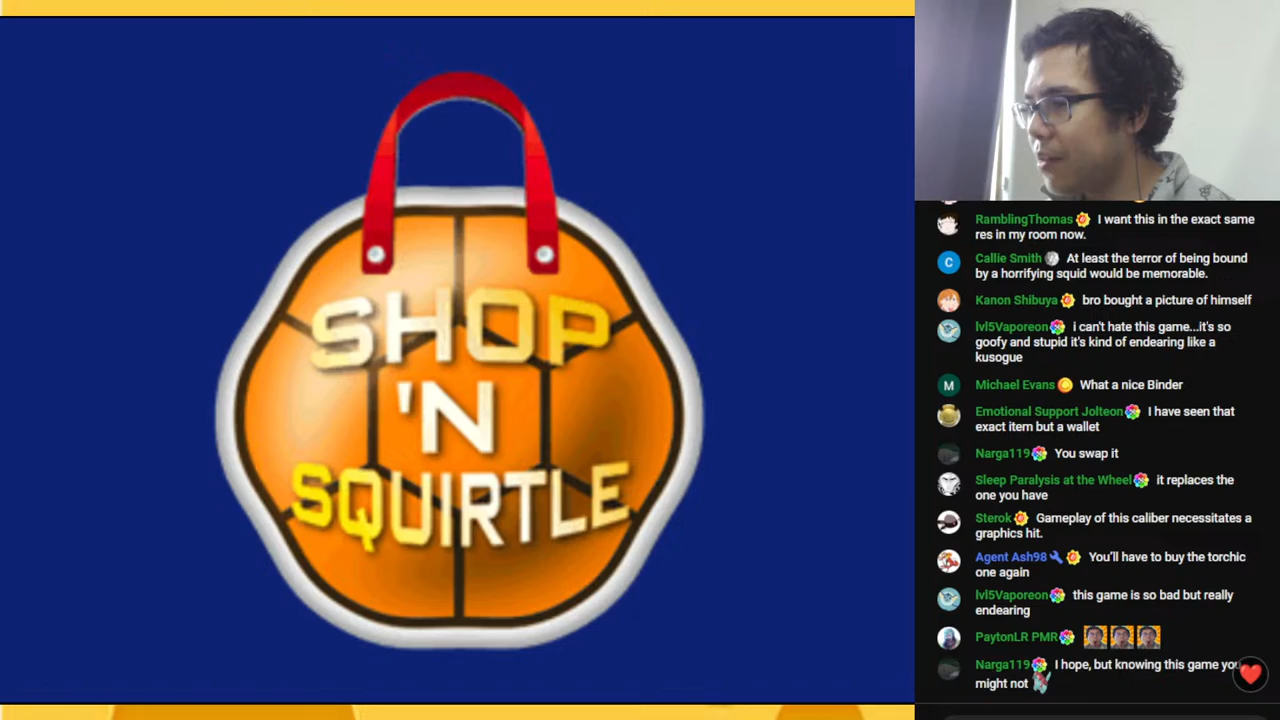 SHOP
'N
SQUIRTLE
RamblingThomas I want this in the exact same
res in my room now.
C
Callie Smith At least the terror of being bound
by a horrifying squid would be memorable.
Kanon Shibuya bro bought a picture of himself
lvl5Vaporeon i can't hate this game...it's so
goofy and stupid it's kind of endearing like a
kusogue
M
Michael Evans What a nice Binder
Emotional Support Jolteon I have seen that
exact item but a wallet
Narga119 You swap it
Sleep Paralysis at the Wheel it replaces the
one you have
Sterok Gameplay of this caliber necessitates a
graphics hit.
Agent Ash98 You'll have to buy the torchic
one again
lvl5Vaporeon this game is so bad but really
endearing
PaytonLR PMR
Narga119 I hope, but knowing this game
might not